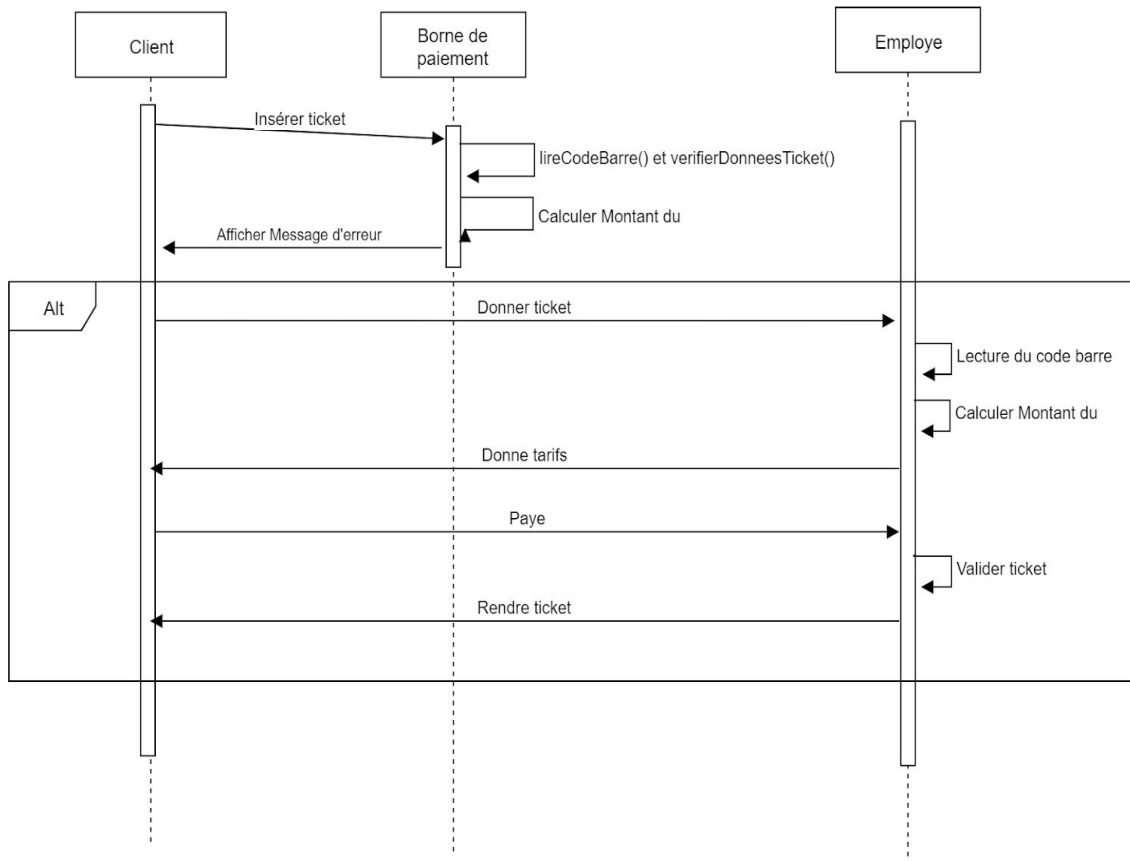 Client
Borne de
paiement
Employe
Insérer ticket
lireCodeBarre() et verifierDonneesTicket()
Calculer Montant du
Afficher Message d'erreur
Alt
Donner ticket
Lecture du code barre
Calculer Montant du
Donne tarifs
Paye
Valider ticket
Rendre ticket